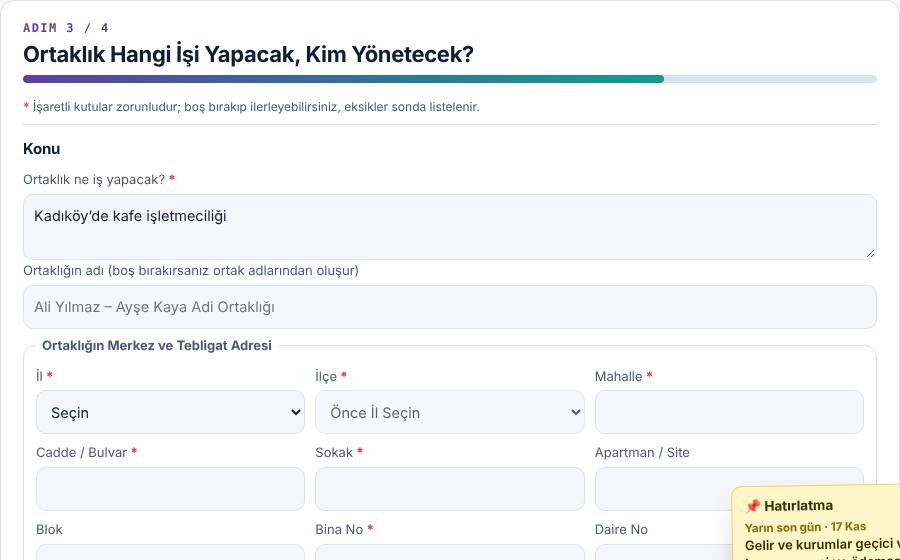 ADIM 3 / 4
Ortaklık Hangi İşi Yapacak, Kim Yönetecek?
* İşaretli kutular zorunludur; boş bırakıp ilerleyebilirsiniz, eksikler sonda listelenir.
Konu
Ortaklık ne iş yapacak? *
Kadıköy’de kafe işletmeciliği
Ortaklığın adı (boş bırakırsanız ortak adlarından oluşur)
Ali Yılmaz – Ayşe Kaya Adi Ortaklığı
Ortaklığın Merkez ve Tebligat Adresi
İl * İlçe * Mahalle *
Seçin Önce İl Seçin
Cadde / Bulvar * Sokak * Apartman / Site
Blok Bina No * Daire No
📌 Hatırlatma
Yarın son gün · 17 Kas
Gelir ve kurumlar geçici